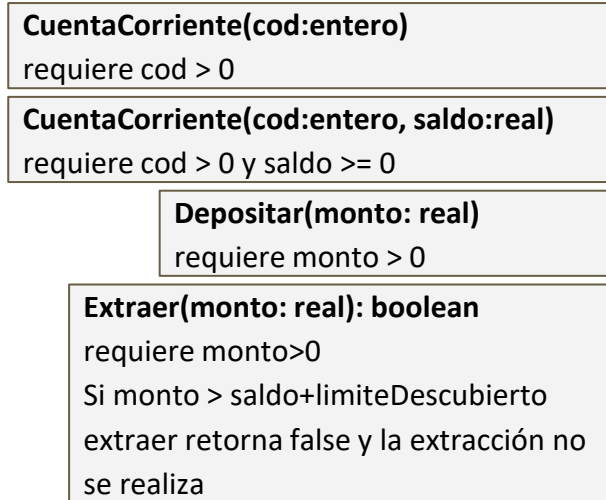 CuentaCorriente(cod:entero)
requiere cod > 0
CuentaCorriente(cod:entero, saldo:real)
requiere cod > 0 y saldo >= 0
Depositar(monto: real)
requiere monto > 0
Extraer(monto: real): boolean
requiere monto>0
Si monto > saldo+limiteDescubierto
extraer retorna false y la extracción no
se realiza